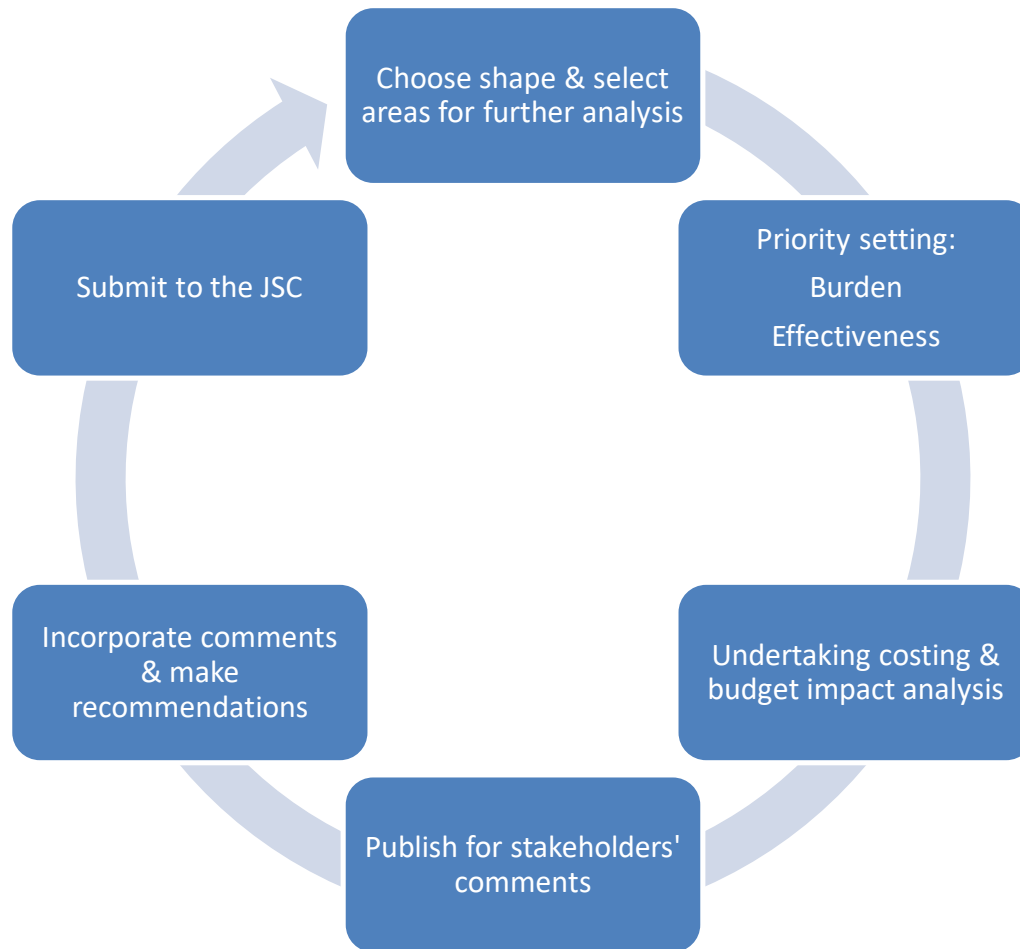 Choose shape & select
areas for further analysis
Priority setting:
Burden
Effectiveness
Undertaking costing &
budget impact analysis
Publish for stakeholders'
comments
Incorporate comments
& make
recommendations
Submit to the JSC